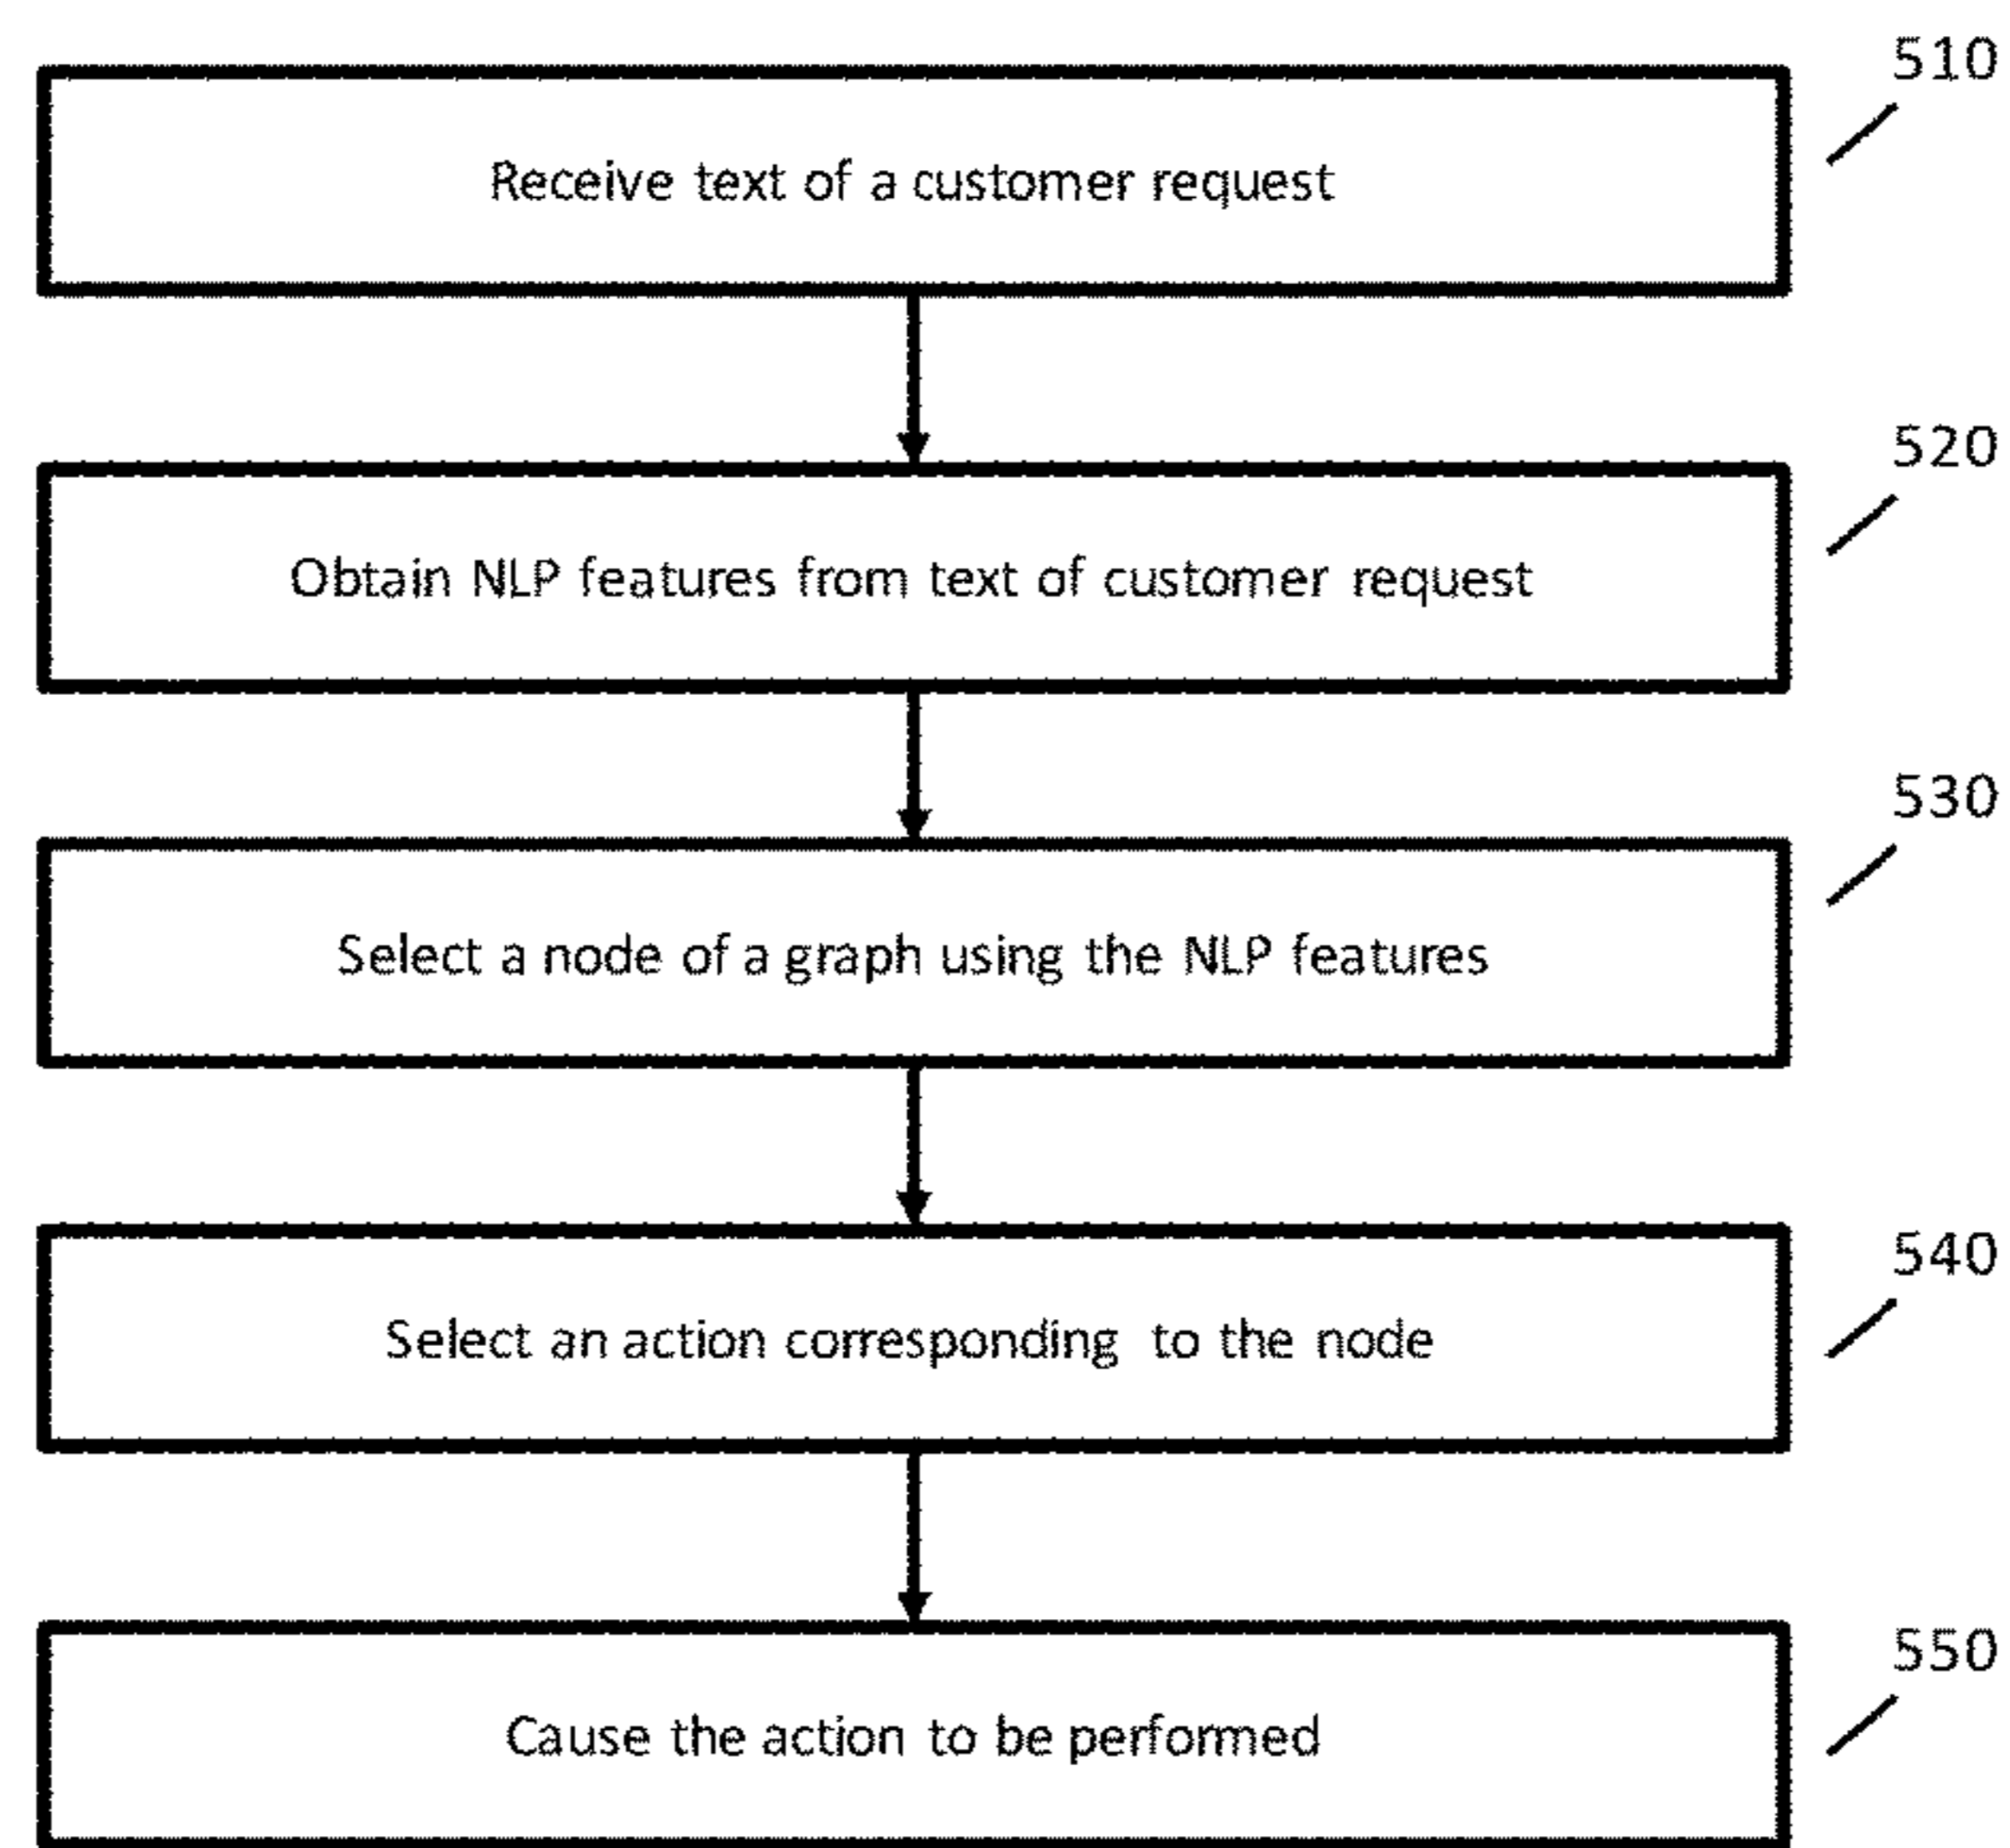 510
Receive text of a customer request
520
Obtain NLP features from text of customer request
530
Select a node of a graph using the NLP features
540
Select an action corresponding to the node
550
Cause the action to be performed